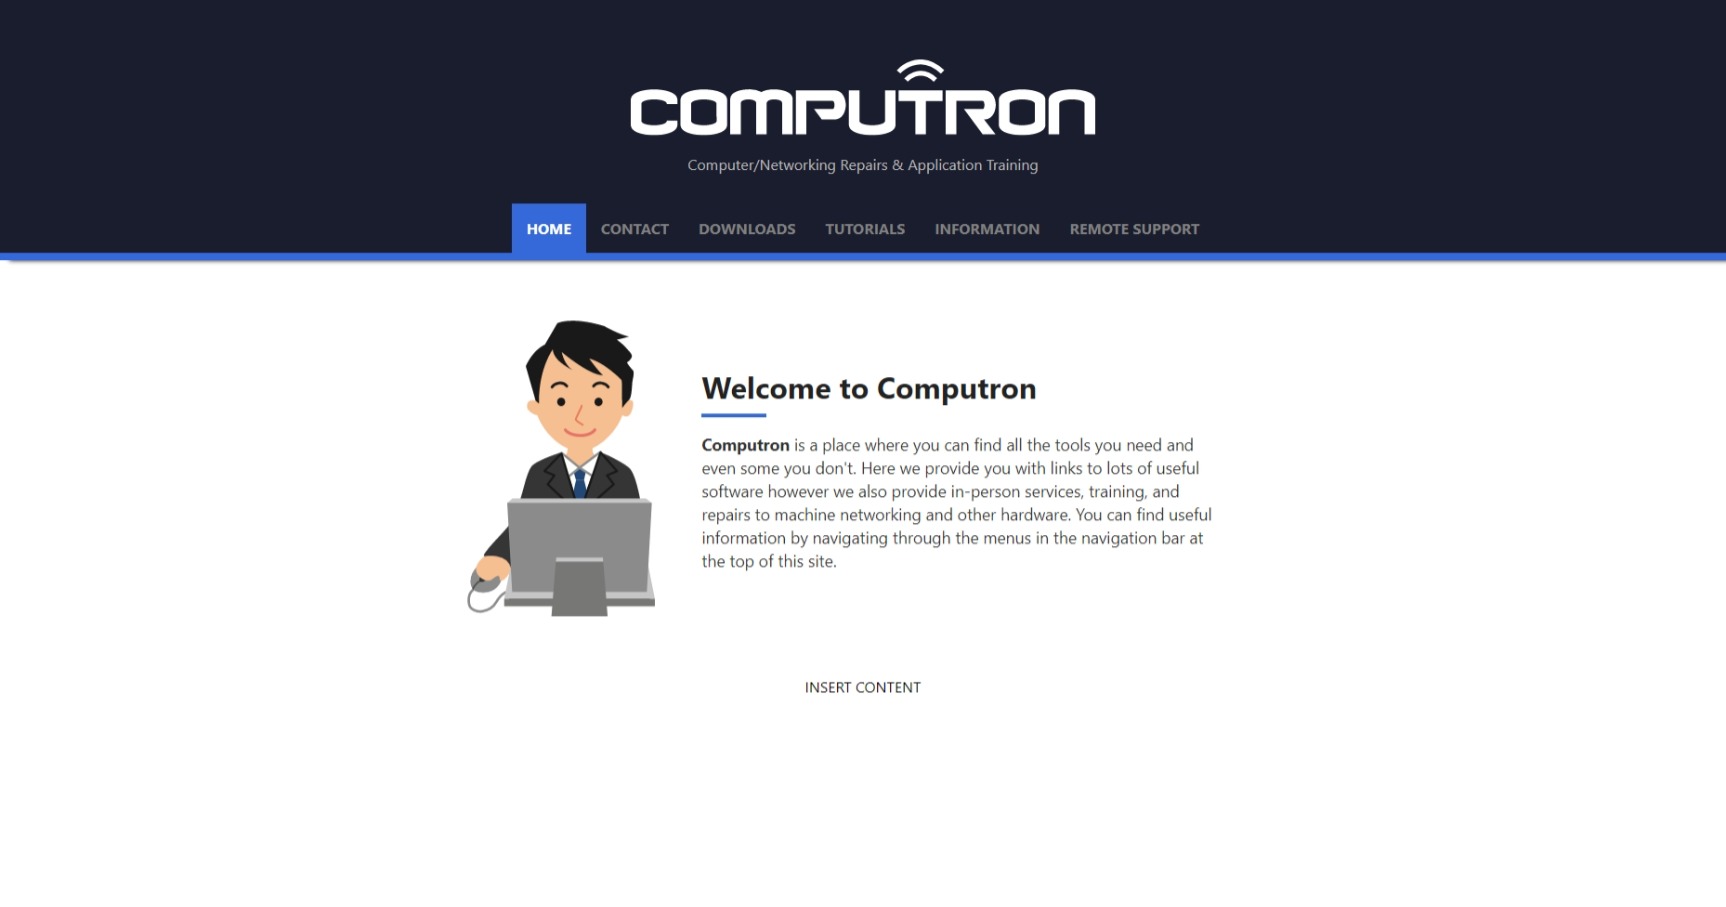 COMPUTRON
Computer/Networking Repairs & Application Training
HOME CONTACT DOWNLOADS TUTORIALS INFORMATION REMOTE SUPPORT
Welcome to Computron
Computron is a place where you can find all the tools you need and
even some you don't. Here we provide you with links to lots of useful
software however we also provide in-person services, training, and
repairs to machine networking and other hardware. You can find useful
information by navigating through the menus in the navigation bar at
the top of this site.
INSERT CONTENT